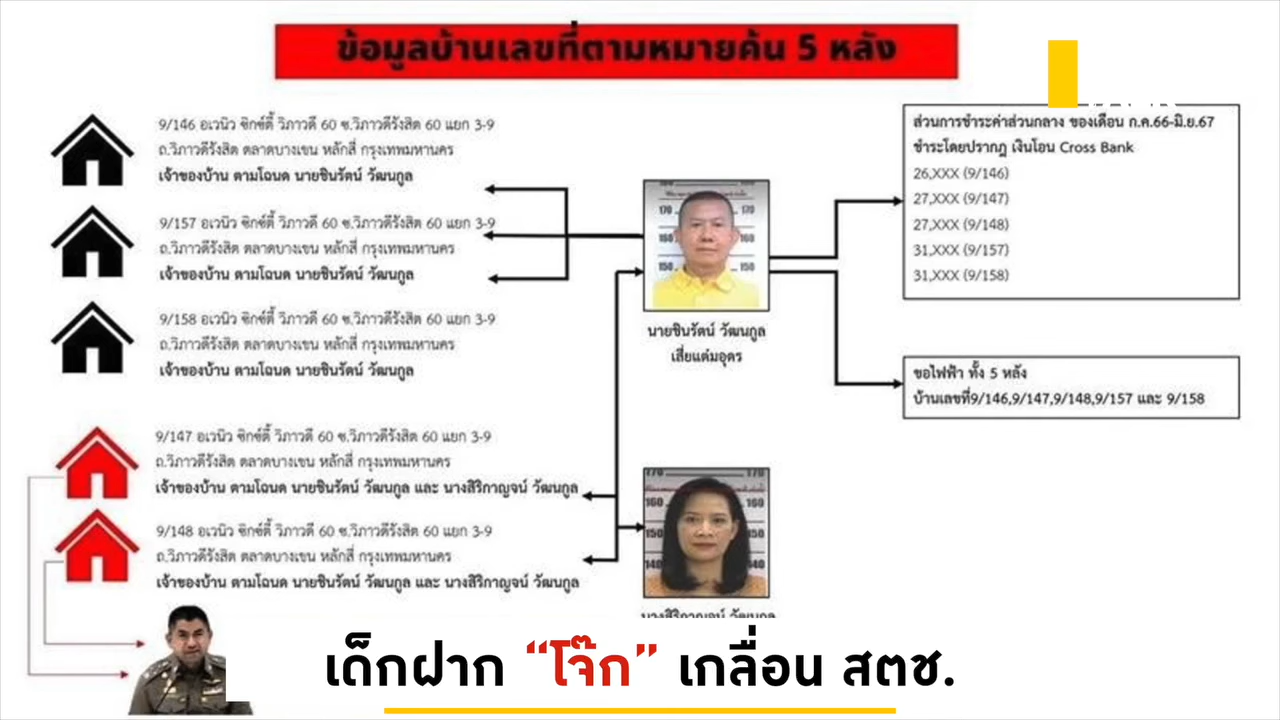 ข้อมูลบ้านเลขที่ตามหมายค้น 5 หลัง
9/146 อเวนิว ซิกซ์ตี้ วิภาวดี 60 ซ.วิภาวดีรังสิต 60 แยก 3-9
ถ.วิภาวดีรังสิต ตลาดบางเขน หลักสี่ กรุงเทพมหานคร
เจ้าของบ้าน ตามโฉนด นายชินรัตน์ วัฒนกูล
9/157 อเวนิว ซิกซ์ตี้ วิภาวดี 60 ซ.วิภาวดีรังสิต 60 แยก 3-9
ถ.วิภาวดีรังสิต ตลาดบางเขน หลักสี่ กรุงเทพมหานคร
เจ้าของบ้าน ตามโฉนด นายชินรัตน์ วัฒนกูล
9/158 อเวนิว ซิกซ์ตี้ วิภาวดี 60 ซ.วิภาวดีรังสิต 60 แยก 3-9
ถ.วิภาวดีรังสิต ตลาดบางเขน หลักสี่ กรุงเทพมหานคร
เจ้าของบ้าน ตามโฉนด นายชินรัตน์ วัฒนกูล
9/147 อเวนิว ซิกซ์ตี้ วิภาวดี 60 ซ.วิภาวดีรังสิต 60 แยก 3-9
ถ.วิภาวดีรังสิต ตลาดบางเขน หลักสี่ กรุงเทพมหานคร
เจ้าของบ้าน ตามโฉนด นายชินรัตน์ วัฒนกูล และ นางสิริกาญจน์ วัฒนกูล
9/148 อเวนิว ซิกซ์ตี้ วิภาวดี 60 ซ.วิภาวดีรังสิต 60 แยก 3-9
ถ.วิภาวดีรังสิต ตลาดบางเขน หลักสี่ กรุงเทพมหานคร
เจ้าของบ้าน ตามโฉนด นายชินรัตน์ วัฒนกูล และ นางสิริกาญจน์ วัฒนกูล
170 170
160 160
150 150
นายชินรัตน์ วัฒนกูล
เสี่ยแต้มอุดร
170 170
160 160
150 150
140 140
นางสิริกาญจน์ วัฒนกูล
ส่วนการชำระค่าส่วนกลาง ของเดือน ก.ค.66-มิ.ย.67
ชำระโดยปรากฏ เงินโอน Cross Bank
26,XXX (9/146)
27,XXX (9/147)
27,XXX (9/148)
31,XXX (9/157)
31,XXX (9/158)
ขอไฟฟ้า ทั้ง 5 หลัง
บ้านเลขที่9/146,9/147,9/148,9/157 และ 9/158
เด็กฝาก “โจ๊ก” เกลื่อน สตช.